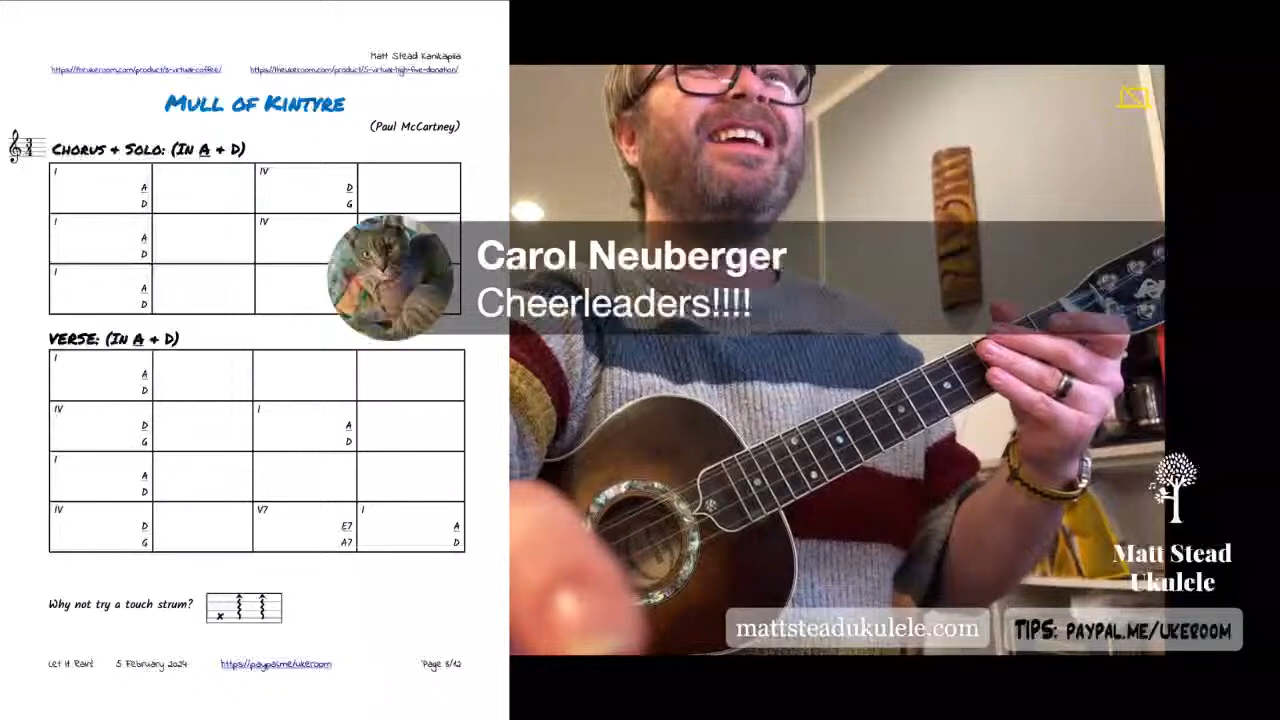 Matt Stead Kanikapila
https://theukeroom.com/product/3-virtual-coffee/ https://theukeroom.com/product/5-virtual-high-five-donation/
Mull of Kintyre
(Paul McCartney)
3/4
Chorus + Solo: (In A + D)
I IV
A D
D G
I IV
A
D
I
A
D
Verse: (In A + D)
I
A
D
IV I
D A
G D
I
A
D
IV V7 I
D E7 A
G A7 D
Why not try a touch strum?
x
Let It Rain! 5 February 2024 https://paypal.me/ukeroom Page 8/12
Carol Neuberger
Cheerleaders!!!!
Matt Stead
Ukulele
mattsteadukulele.com
TIPS: PAYPAL.ME/UKEROOM